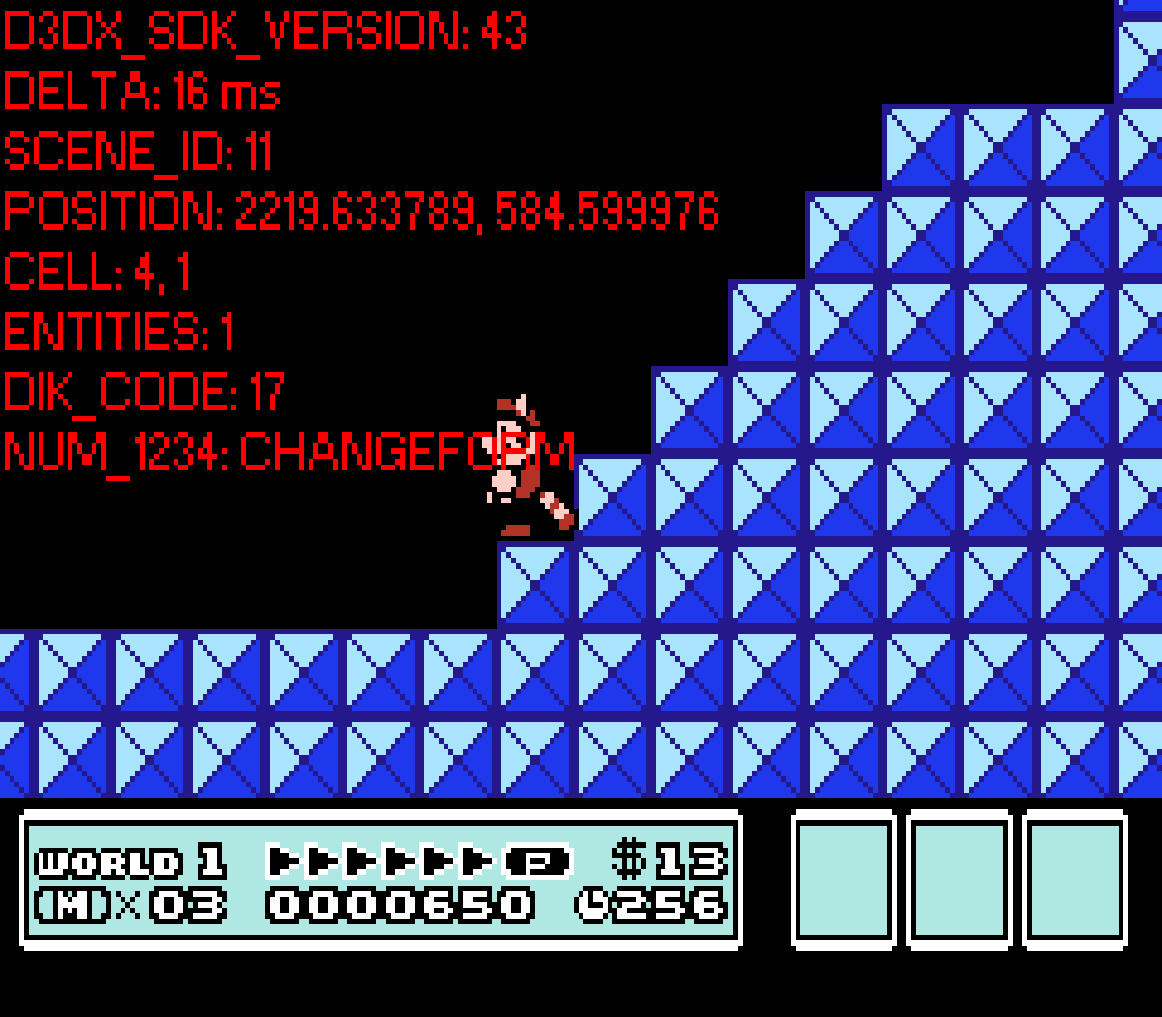 D3DX_SDK_VERSION: 43
DELTA: 16 ms
SCENE_ID: 11
POSITION: 2219.633789, 584.599976
CELL: 4, 1
ENTITIES: 1
DIK_CODE: 17
NUM_1234: CHANGEFORM
WORLD 1 P $13
M×03 0000650 256